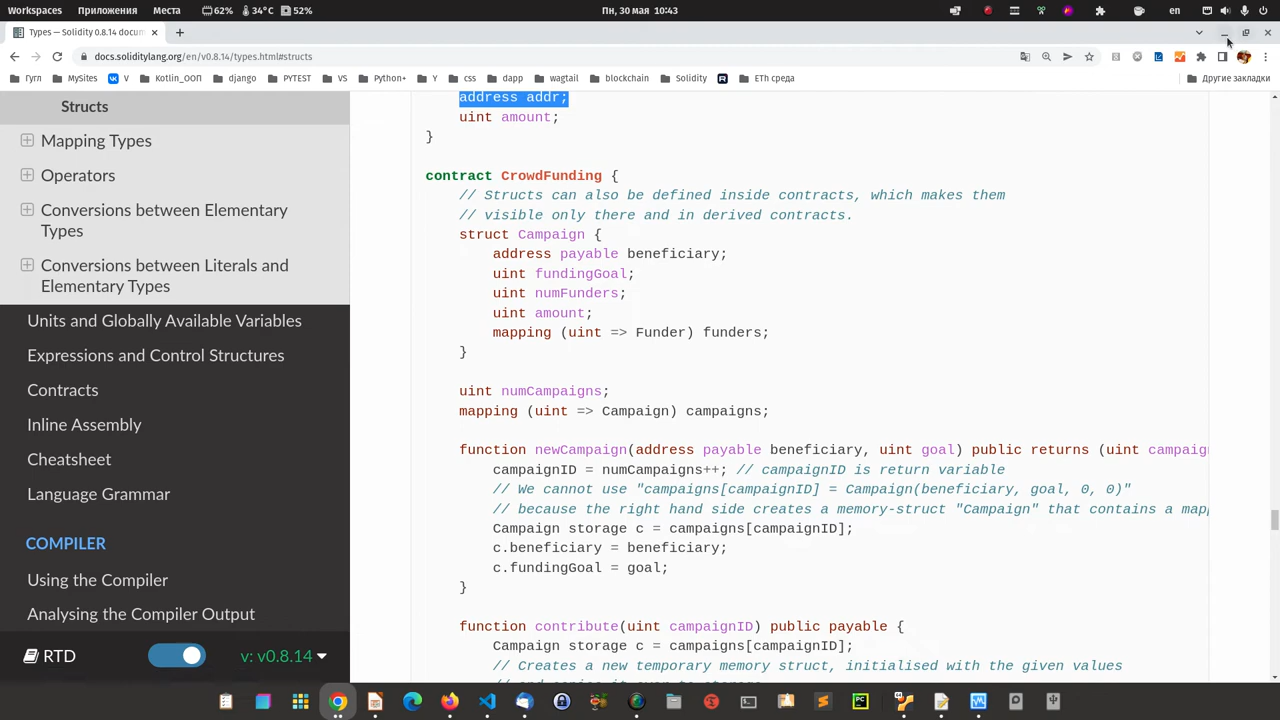 Workspaces Приложения Места 62% 34°C 52% Пн, 30 мая 10:43 en
Types — Solidity 0.8.14 docum
docs.soliditylang.org/en/v0.8.14/types.html#structs
Гугл MySites VK V Kotlin_ООП django PYTEST VS Python+ Y css dapp wagtail blockchain Solidity ETh среда Другие закладки
Structs
Mapping Types
Operators
Conversions between Elementary
Types
Conversions between Literals and
Elementary Types
Units and Globally Available Variables
Expressions and Control Structures
Contracts
Inline Assembly
Cheatsheet
Language Grammar
COMPILER
Using the Compiler
Analysing the Compiler Output
RTD v: v0.8.14
address addr;
uint amount;
}
contract CrowdFunding {
// Structs can also be defined inside contracts, which makes them
// visible only there and in derived contracts.
struct Campaign {
address payable beneficiary;
uint fundingGoal;
uint numFunders;
uint amount;
mapping (uint => Funder) funders;
}
uint numCampaigns;
mapping (uint => Campaign) campaigns;
function newCampaign(address payable beneficiary, uint goal) public returns (uint campaign
campaignID = numCampaigns++; // campaignID is return variable
// We cannot use "campaigns[campaignID] = Campaign(beneficiary, goal, 0, 0)"
// because the right hand side creates a memory-struct "Campaign" that contains a map
Campaign storage c = campaigns[campaignID];
c.beneficiary = beneficiary;
c.fundingGoal = goal;
}
function contribute(uint campaignID) public payable {
Campaign storage c = campaigns[campaignID];
// Creates a new temporary memory struct, initialised with the given values